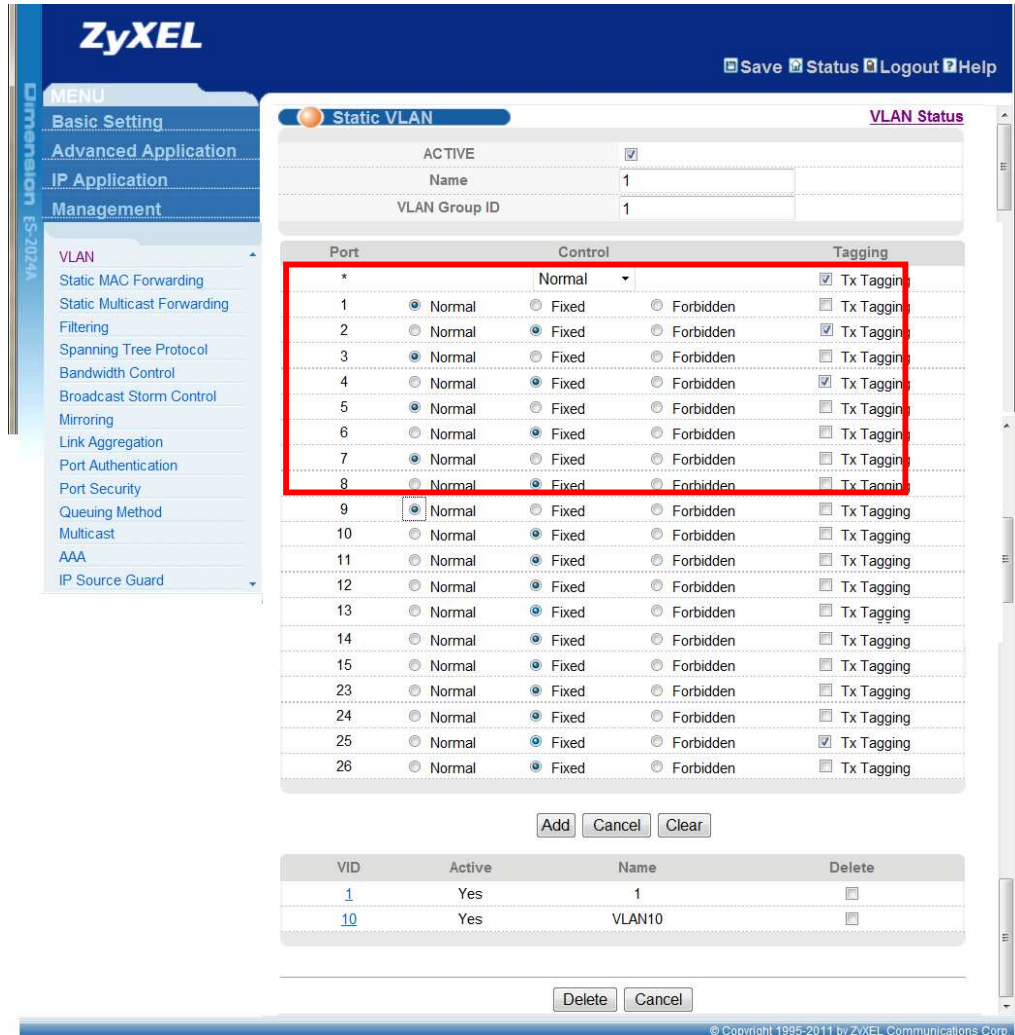 ZyXEL
Save Status Logout Help
Dimension ES-2024A
MENU
Basic Setting
Advanced Application
IP Application
Management
VLAN
Static MAC Forwarding
Static Multicast Forwarding
Filtering
Spanning Tree Protocol
Bandwidth Control
Broadcast Storm Control
Mirroring
Link Aggregation
Port Authentication
Port Security
Queuing Method
Multicast
AAA
IP Source Guard
Static VLAN VLAN Status
ACTIVE
Name 1
VLAN Group ID 1
Port Control Tagging
* Normal Tx Tagging
1 Normal Fixed Forbidden Tx Tagging
2 Normal Fixed Forbidden Tx Tagging
3 Normal Fixed Forbidden Tx Tagging
4 Normal Fixed Forbidden Tx Tagging
5 Normal Fixed Forbidden Tx Tagging
6 Normal Fixed Forbidden Tx Tagging
7 Normal Fixed Forbidden Tx Tagging
8 Normal Fixed Forbidden Tx Tagging
9 Normal Fixed Forbidden Tx Tagging
10 Normal Fixed Forbidden Tx Tagging
11 Normal Fixed Forbidden Tx Tagging
12 Normal Fixed Forbidden Tx Tagging
13 Normal Fixed Forbidden Tx Tagging
14 Normal Fixed Forbidden Tx Tagging
15 Normal Fixed Forbidden Tx Tagging
23 Normal Fixed Forbidden Tx Tagging
24 Normal Fixed Forbidden Tx Tagging
25 Normal Fixed Forbidden Tx Tagging
26 Normal Fixed Forbidden Tx Tagging
Add Cancel Clear
VID Active Name Delete
1 Yes 1
10 Yes VLAN10
Delete Cancel
© Copyright 1995-2011 by ZyXEL Communications Corp